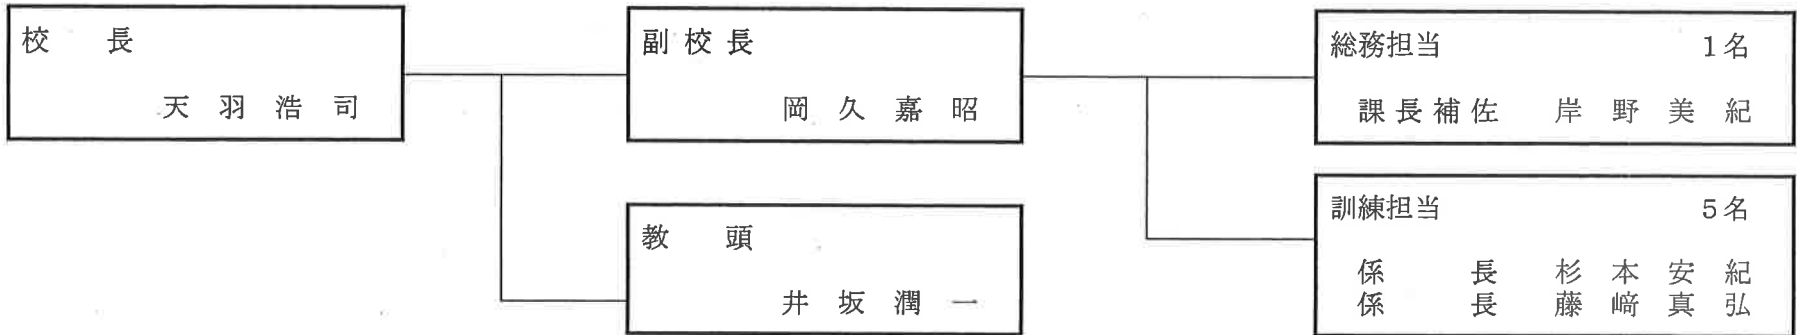 校長
天羽浩司
副校長
岡久嘉昭
教頭
井坂潤一
総務担当 1名
課長補佐 岸野美紀
訓練担当 5名
係長 杉本安紀
係長 藤﨑真弘